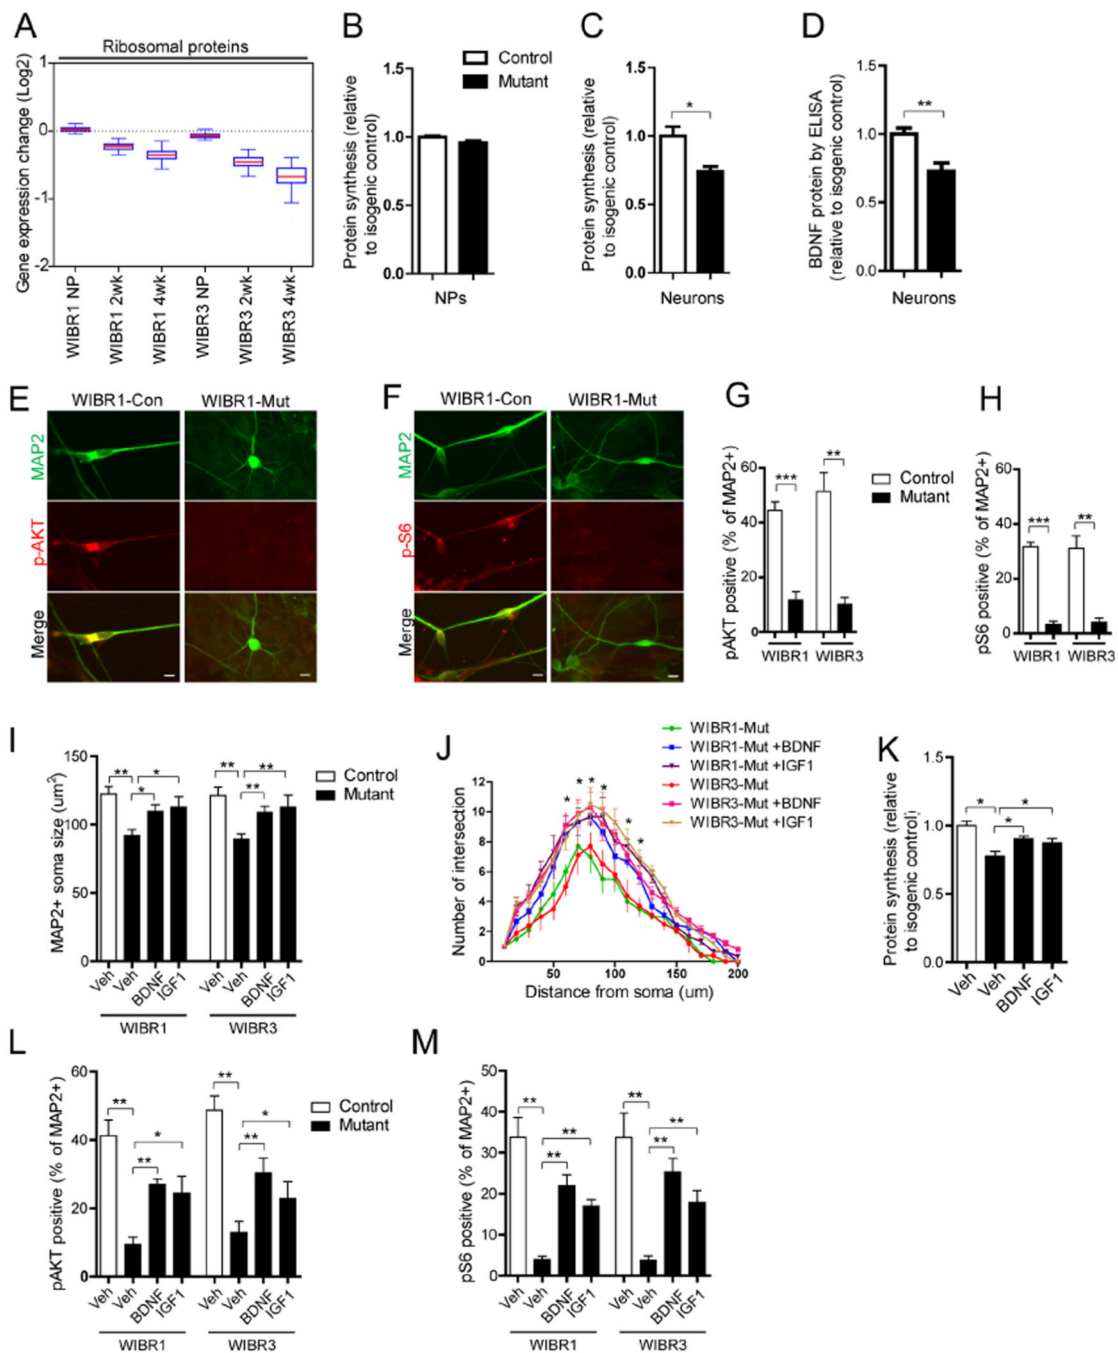 A
Ribosomal proteins
Gene expression change (Log2)
0
-1
-2
WIBR1 NP
WIBR1 2wk
WIBR1 4wk
WIBR3 NP
WIBR3 2wk
WIBR3 4wk
B
Protein synthesis (relative
to isogenic control)
1.5
1.0
0.5
0.0
NPs
Control
Mutant
C
Protein synthesis (relative
to isogenic control)
1.5
1.0
0.5
0.0
*
Neurons
D
BDNF protein by ELISA
(relative to isogenic control)
1.5
1.0
0.5
0.0
**
Neurons
E
WIBR1-Con WIBR1-Mut
MAP2
p-AKT
Merge
F
WIBR1-Con WIBR1-Mut
MAP2
p-S6
Merge
G
pAKT positive (% of MAP2+)
60
40
20
0
*** **
WIBR1 WIBR3
Control
Mutant
H
pS6 positive (% of MAP2+)
60
40
20
0
*** **
WIBR1 WIBR3
I
MAP2+ soma size (um2)
150
100
50
0
** * ** **
* **
Control
Mutant
Veh Veh BDNF IGF1 Veh Veh BDNF IGF1
WIBR1 WIBR3
J
WIBR1-Mut
WIBR1-Mut +BDNF
WIBR1-Mut +IGF1
WIBR3-Mut
WIBR3-Mut +BDNF
WIBR3-Mut +IGF1
Number of intersection
12
10
8
6
4
2
0
* * * * * *
50 100 150 200
Distance from soma (um)
K
Protein synthesis (relative
to isogenic control)
1.5
1.0
0.5
0.0
* *
*
Veh Veh BDNF IGF1
L
pAKT positive (% of MAP2+)
60
40
20
0
** * **
** * **
Control
Mutant
Veh Veh BDNF IGF1 Veh Veh BDNF IGF1
WIBR1 WIBR3
M
pS6 positive (% of MAP2+)
50
40
30
20
10
0
** ** ** **
** **
Control
Mutant
Veh Veh BDNF IGF1 Veh Veh BDNF IGF1
WIBR1 WIBR3